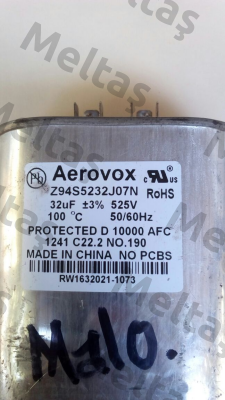 Meltaş
Aerovox
Z94S5232J07N RoHS
32uF ±3% 525V
100 °C 50/60Hz
PROTECTED D 10000 AFC
1241 C22.2 NO.190
MADE IN CHINA NO PCBS
RW1632021-1073
Malo.